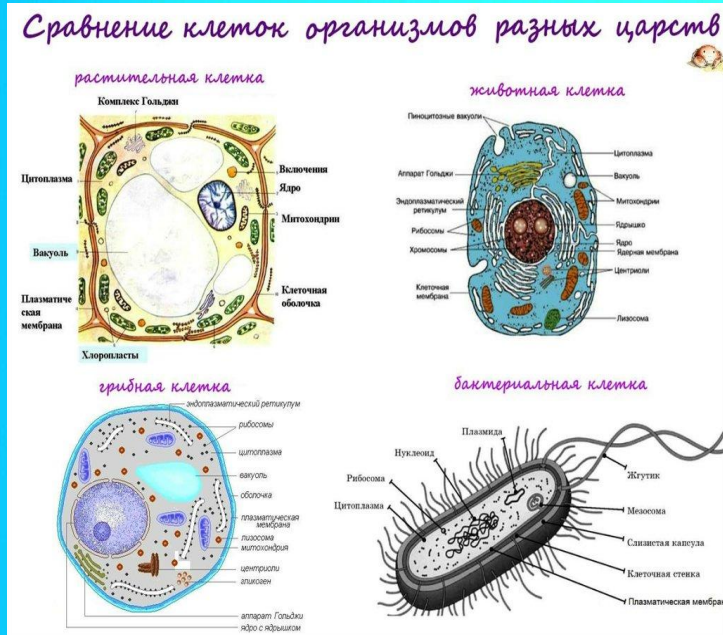 Сравнение клеток организмов разных царств
растительная клетка
Комплекс Гольджи
Цитоплазма
Вакуоль
Плазматиче
ская
мембрана
Хлоропласты
Включения
Ядро
Митохондрии
Клеточная
оболочка
животная клетка
Пиноцитозные вакуоли
Аппарат Гольджи
Эндоплазматический
ретикулум
Рибосомы
Хромосомы
Клеточная
мембрана
Цитоплазма
Вакуоль
Митохондрии
Ядрышко
Ядро
Ядерная мембрана
Центриоли
Лизосома
грибная клетка
эндоплазматический ретикулум
рибосомы
цитоплазма
вакуоль
оболочка
плазматическая
мембрана
лизосома
митохондрия
центриоли
гликоген
аппарат Гольджи
ядро с ядрышком
бактериальная клетка
Плазмида
Нуклеоид
Рибосома
Цитоплазма
Жгутик
Мезосома
Слизистая капсула
Клеточная стенка
Плазматическая мембран